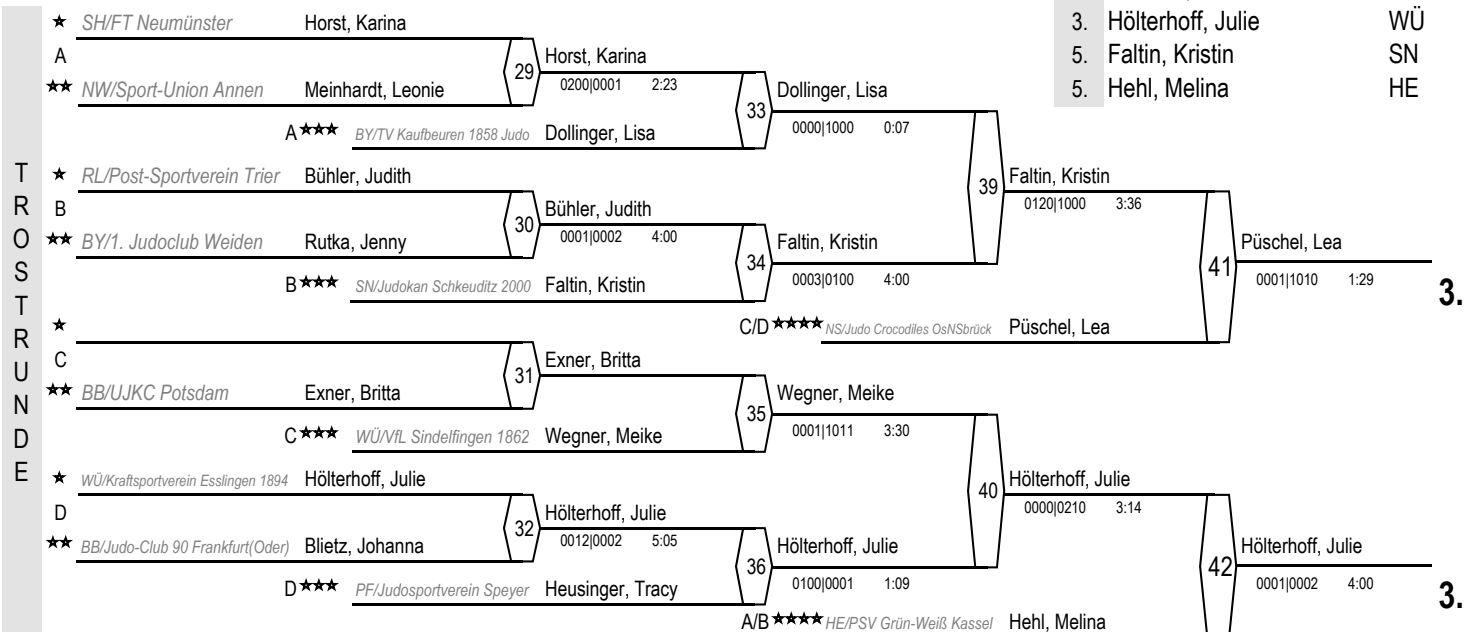 3. Hölterhoff, Julie WÜ
5. Faltin, Kristin SN
5. Hehl, Melina HE
TROSTRUNDE
★ SH/FT Neumünster Horst, Karina
A
★★ NW/Sport-Union Annen Meinhardt, Leonie
29
Horst, Karina
0200|0001 2:23
A★★★ BY/TV Kaufbeuren 1858 Judo Dollinger, Lisa
33
Dollinger, Lisa
0000|1000 0:07
★ RL/Post-Sportverein Trier Bühler, Judith
B
★★ BY/1. Judoclub Weiden Rutka, Jenny
30
Bühler, Judith
0001|0002 4:00
B★★★ SN/Judokan Schkeuditz 2000 Faltin, Kristin
34
Faltin, Kristin
0003|0100 4:00
39
Faltin, Kristin
0120|1000 3:36
C/D★★★★ NS/Judo Crocodiles OsNSbrück Püschel, Lea
41
Püschel, Lea
0001|1010 1:29
3.
★
C
★★ BB/UJKC Potsdam Exner, Britta
31
Exner, Britta
C★★★ WÜ/VfL Sindelfingen 1862 Wegner, Meike
35
Wegner, Meike
0001|1011 3:30
★ WÜ/Kraftsportverein Esslingen 1894 Hölterhoff, Julie
D
★★ BB/Judo-Club 90 Frankfurt(Oder) Blietz, Johanna
32
Hölterhoff, Julie
0012|0002 5:05
D★★★ PF/Judosportverein Speyer Heusinger, Tracy
36
Hölterhoff, Julie
0100|0001 1:09
40
Hölterhoff, Julie
0000|0210 3:14
A/B★★★★ HE/PSV Grün-Weiß Kassel Hehl, Melina
42
Hölterhoff, Julie
0001|0002 4:00
3.